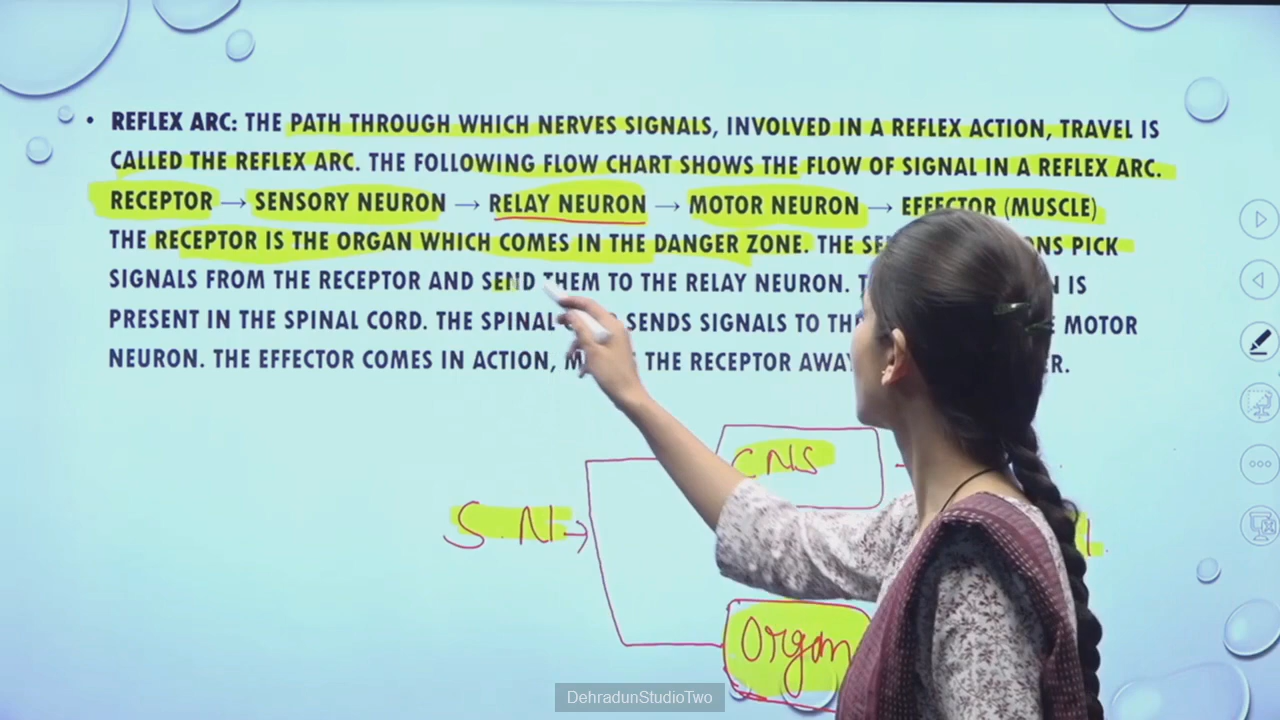 • REFLEX ARC: THE PATH THROUGH WHICH NERVES SIGNALS, INVOLVED IN A REFLEX ACTION, TRAVEL IS
CALLED THE REFLEX ARC. THE FOLLOWING FLOW CHART SHOWS THE FLOW OF SIGNAL IN A REFLEX ARC.
RECEPTOR → SENSORY NEURON → RELAY NEURON → MOTOR NEURON → EFFECTOR (MUSCLE)
THE RECEPTOR IS THE ORGAN WHICH COMES IN THE DANGER ZONE. THE PICK
SIGNALS FROM THE RECEPTOR AND SEND THEM TO THE RELAY NEURON. IS
PRESENT IN THE SPINAL CORD. THE SPINAL SENDS SIGNALS TO MOTOR
NEURON. THE EFFECTOR COMES IN ACTION, THE RECEPTOR
CNS
S.N →
Organ
DehradunStudioTwo